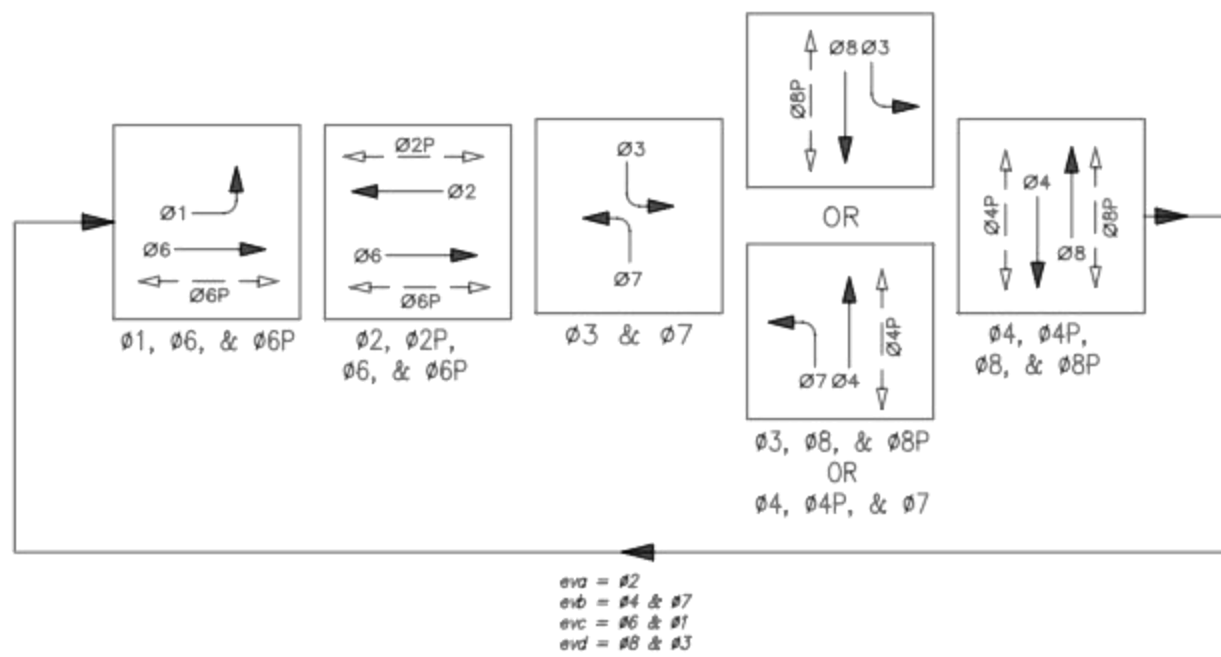 Ø1
Ø6
Ø6P
ø1, ø6, & ø6P
Ø2P
Ø2
Ø6
Ø6P
ø2, ø2P,
ø6, & ø6P
Ø3
Ø7
ø3 & ø7
Ø8 Ø3
Ø8P
OR
Ø7 Ø4
Ø4P
ø3, ø8, & ø8P
OR
ø4, ø4P, & ø7
Ø4P
Ø4
Ø8
Ø8P
ø4, ø4P,
ø8, & ø8P
eva = ø2
evb = ø4 & ø7
evc = ø6 & ø1
evd = ø8 & ø3